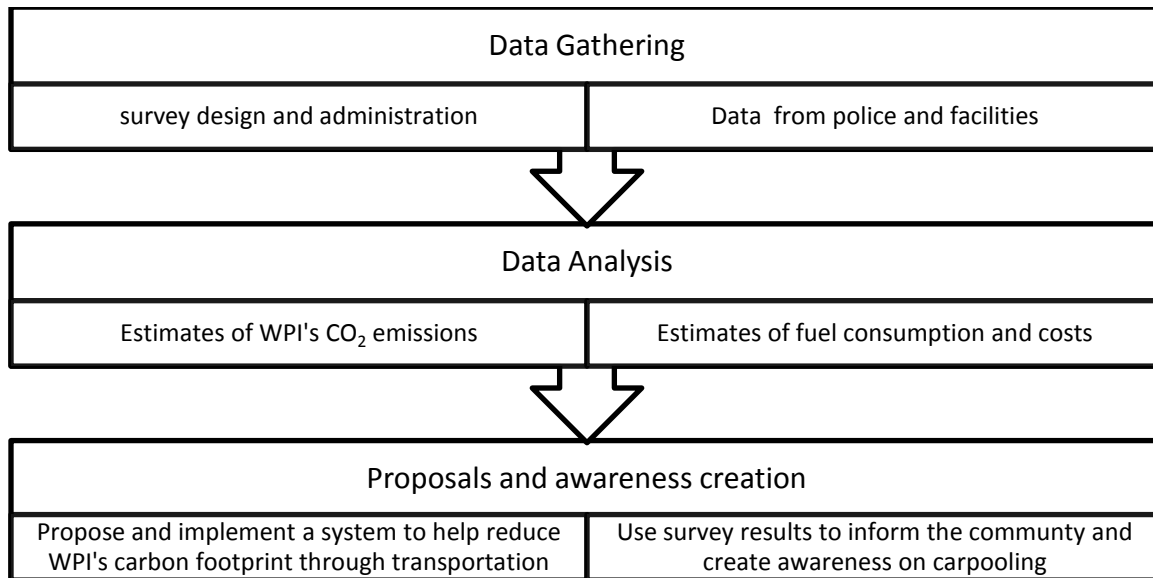 Data Gathering
survey design and administration
Data from police and facilities
Data Analysis
Estimates of WPI's CO₂ emissions
Estimates of fuel consumption and costs
Proposals and awareness creation
Propose and implement a system to help reduce
WPI's carbon footprint through transportation
Use survey results to inform the communty and
create awareness on carpooling